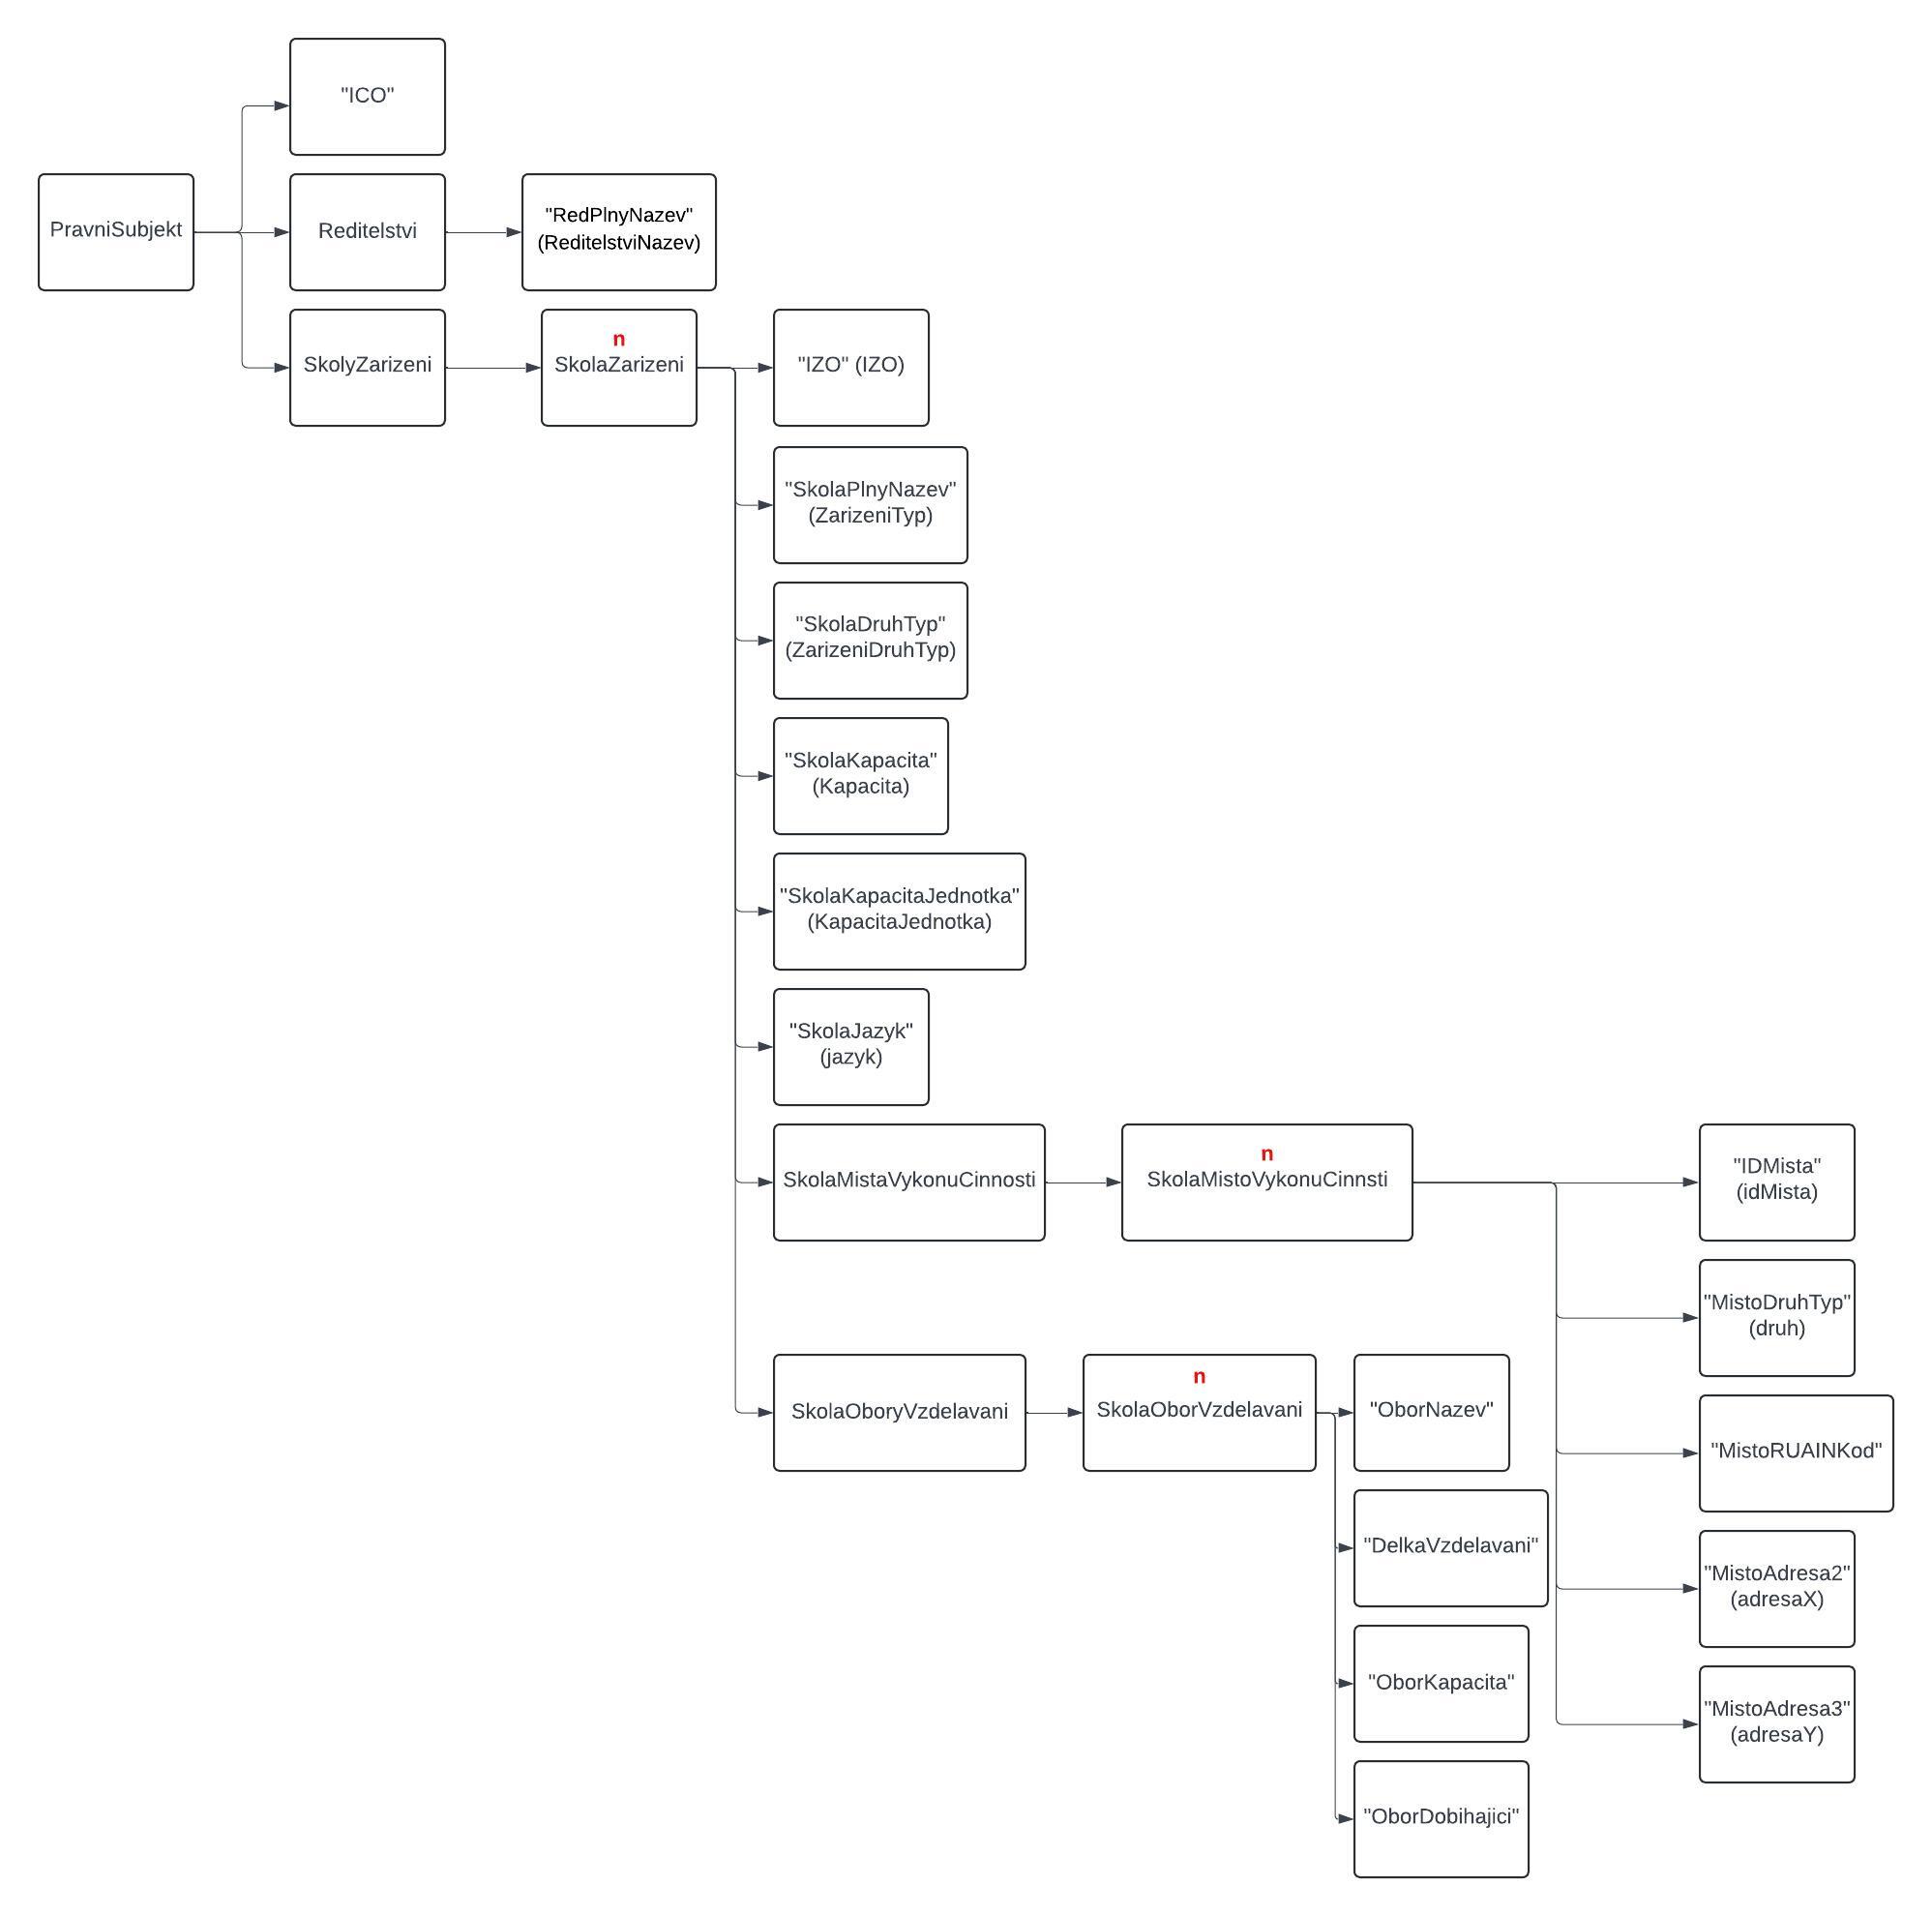 "ICO"
PravniSubjekt
Reditelstvi
"RedPlnyNazev"
(ReditelstviNazev)
SkolyZarizeni
n
SkolaZarizeni
"IZO" (IZO)
"SkolaPlnyNazev"
(ZarizeniTyp)
"SkolaDruhTyp"
(ZarizeniDruhTyp)
"SkolaKapacita"
(Kapacita)
"SkolaKapacitaJednotka"
(KapacitaJednotka)
"SkolaJazyk"
(jazyk)
SkolaMistaVykonuCinnosti
n
SkolaMistoVykonuCinnsti
"IDMista"
(idMista)
"MistoDruhTyp"
(druh)
"MistoRUAINKod"
"MistoAdresa2"
(adresaX)
"MistoAdresa3"
(adresaY)
SkolaOboryVzdelavani
n
SkolaOborVzdelavani
"OborNazev"
"DelkaVzdelavani"
"OborKapacita"
"OborDobihajici"